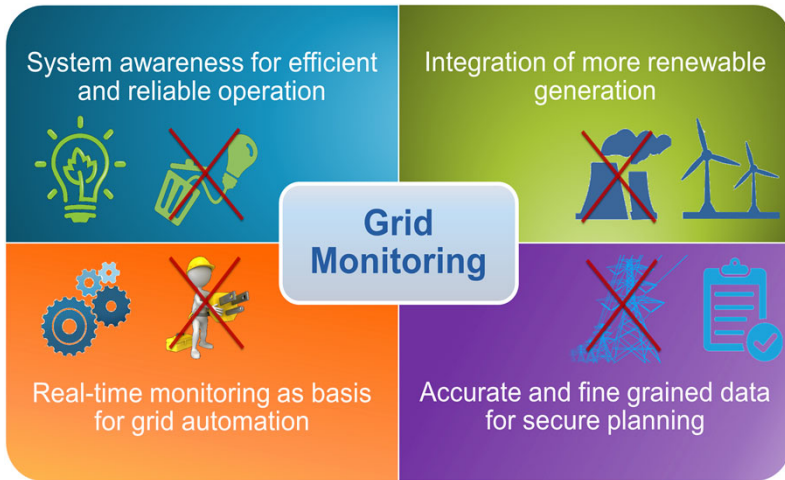 System awareness for efficient
and reliable operation
Integration of more renewable
generation
Grid
Monitoring
Real-time monitoring as basis
for grid automation
Accurate and fine grained data
for secure planning